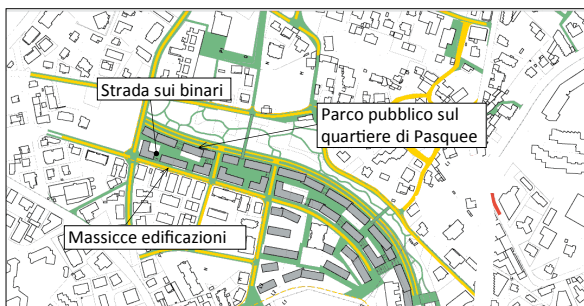 Strada sui binari
Parco pubblico sul
quartiere di Pasquee
Massicce edificazioni